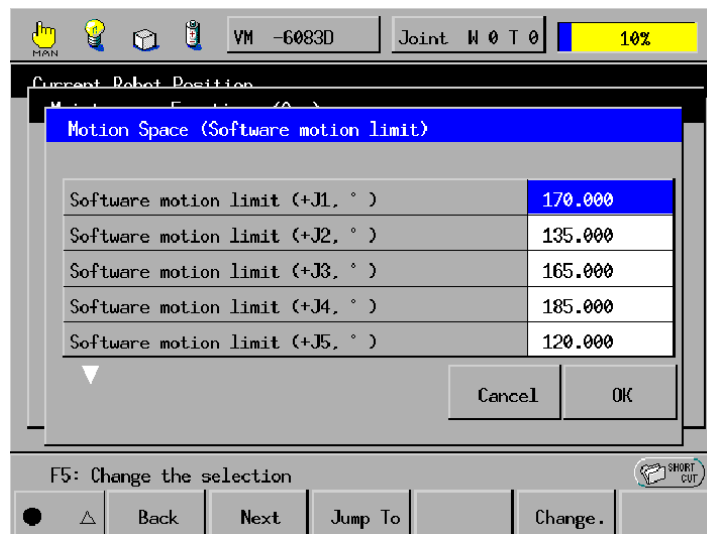 MAN
VM -6083D
Joint W 0 T 0
10%
Current Robot Position
Motion Space (Software motion limit)
Software motion limit (+J1, ° )
170.000
Software motion limit (+J2, ° )
135.000
Software motion limit (+J3, ° )
165.000
Software motion limit (+J4, ° )
185.000
Software motion limit (+J5, ° )
120.000
Cancel
OK
F5: Change the selection
SHORT
CUT
Back
Next
Jump To
Change.